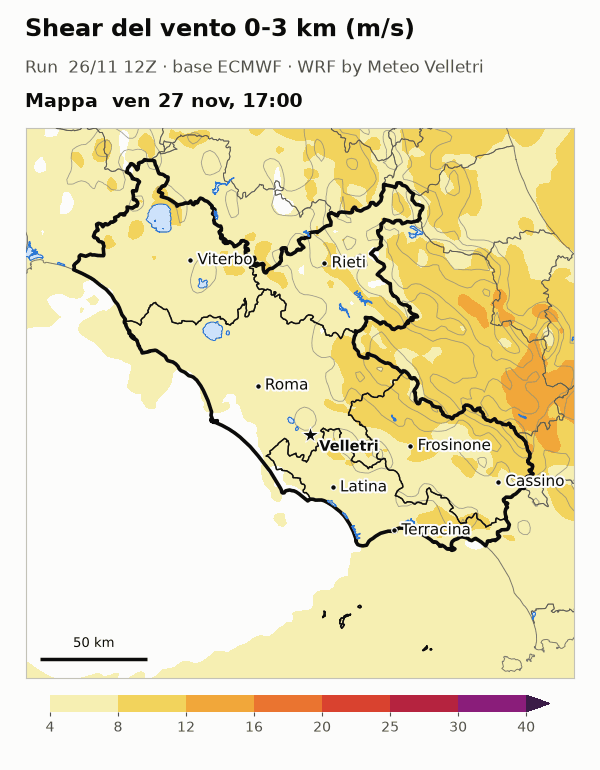 Shear del vento 0-3 km (m/s)
Run  26/11 12Z · base ECMWF · WRF by Meteo Velletri
Mappa  ven 27 nov, 17:00
Viterbo
Rieti
Roma
Velletri
Frosinone
Latina
Cassino
Terracina
50 km
4 8 12 16 20 25 30 40